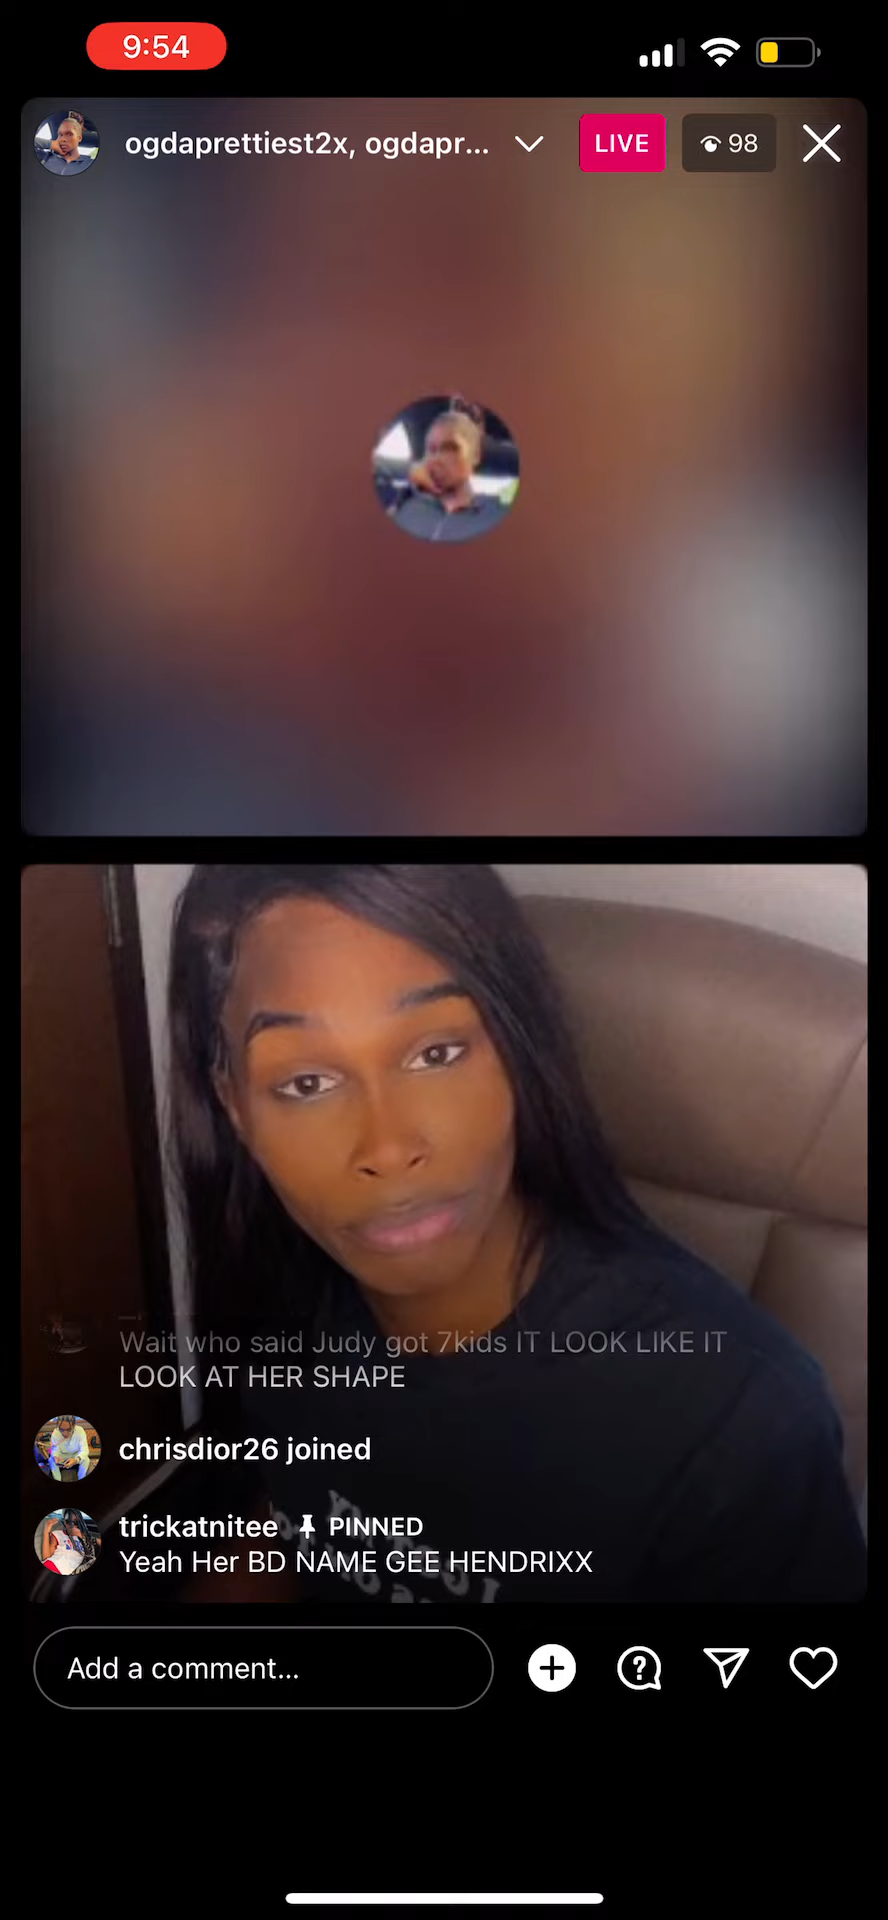 9:54
ogdaprettiest2x, ogdapr...
LIVE
98
Wait who said Judy got 7kids IT LOOK LIKE IT
LOOK AT HER SHAPE
chrisdior26 joined
trickatnitee PINNED
Yeah Her BD NAME GEE HENDRIXX
Add a comment...